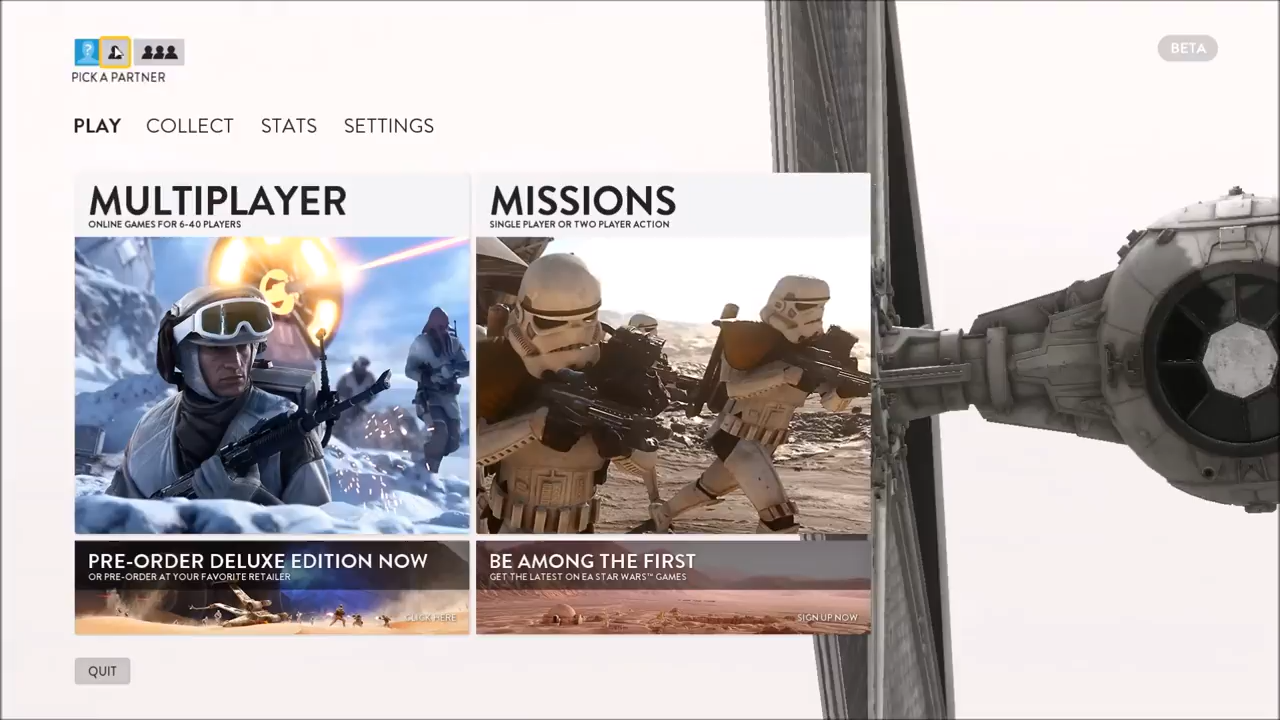 BETA
PICK A PARTNER
PLAY COLLECT STATS SETTINGS
MULTIPLAYER
ONLINE GAMES FOR 6-40 PLAYERS
MISSIONS
SINGLE PLAYER OR TWO PLAYER ACTION
PRE-ORDER DELUXE EDITION NOW
OR PRE-ORDER AT YOUR FAVORITE RETAILER
CLICK HERE
BE AMONG THE FIRST
GET THE LATEST ON EA STAR WARS™ GAMES
SIGN UP NOW
QUIT